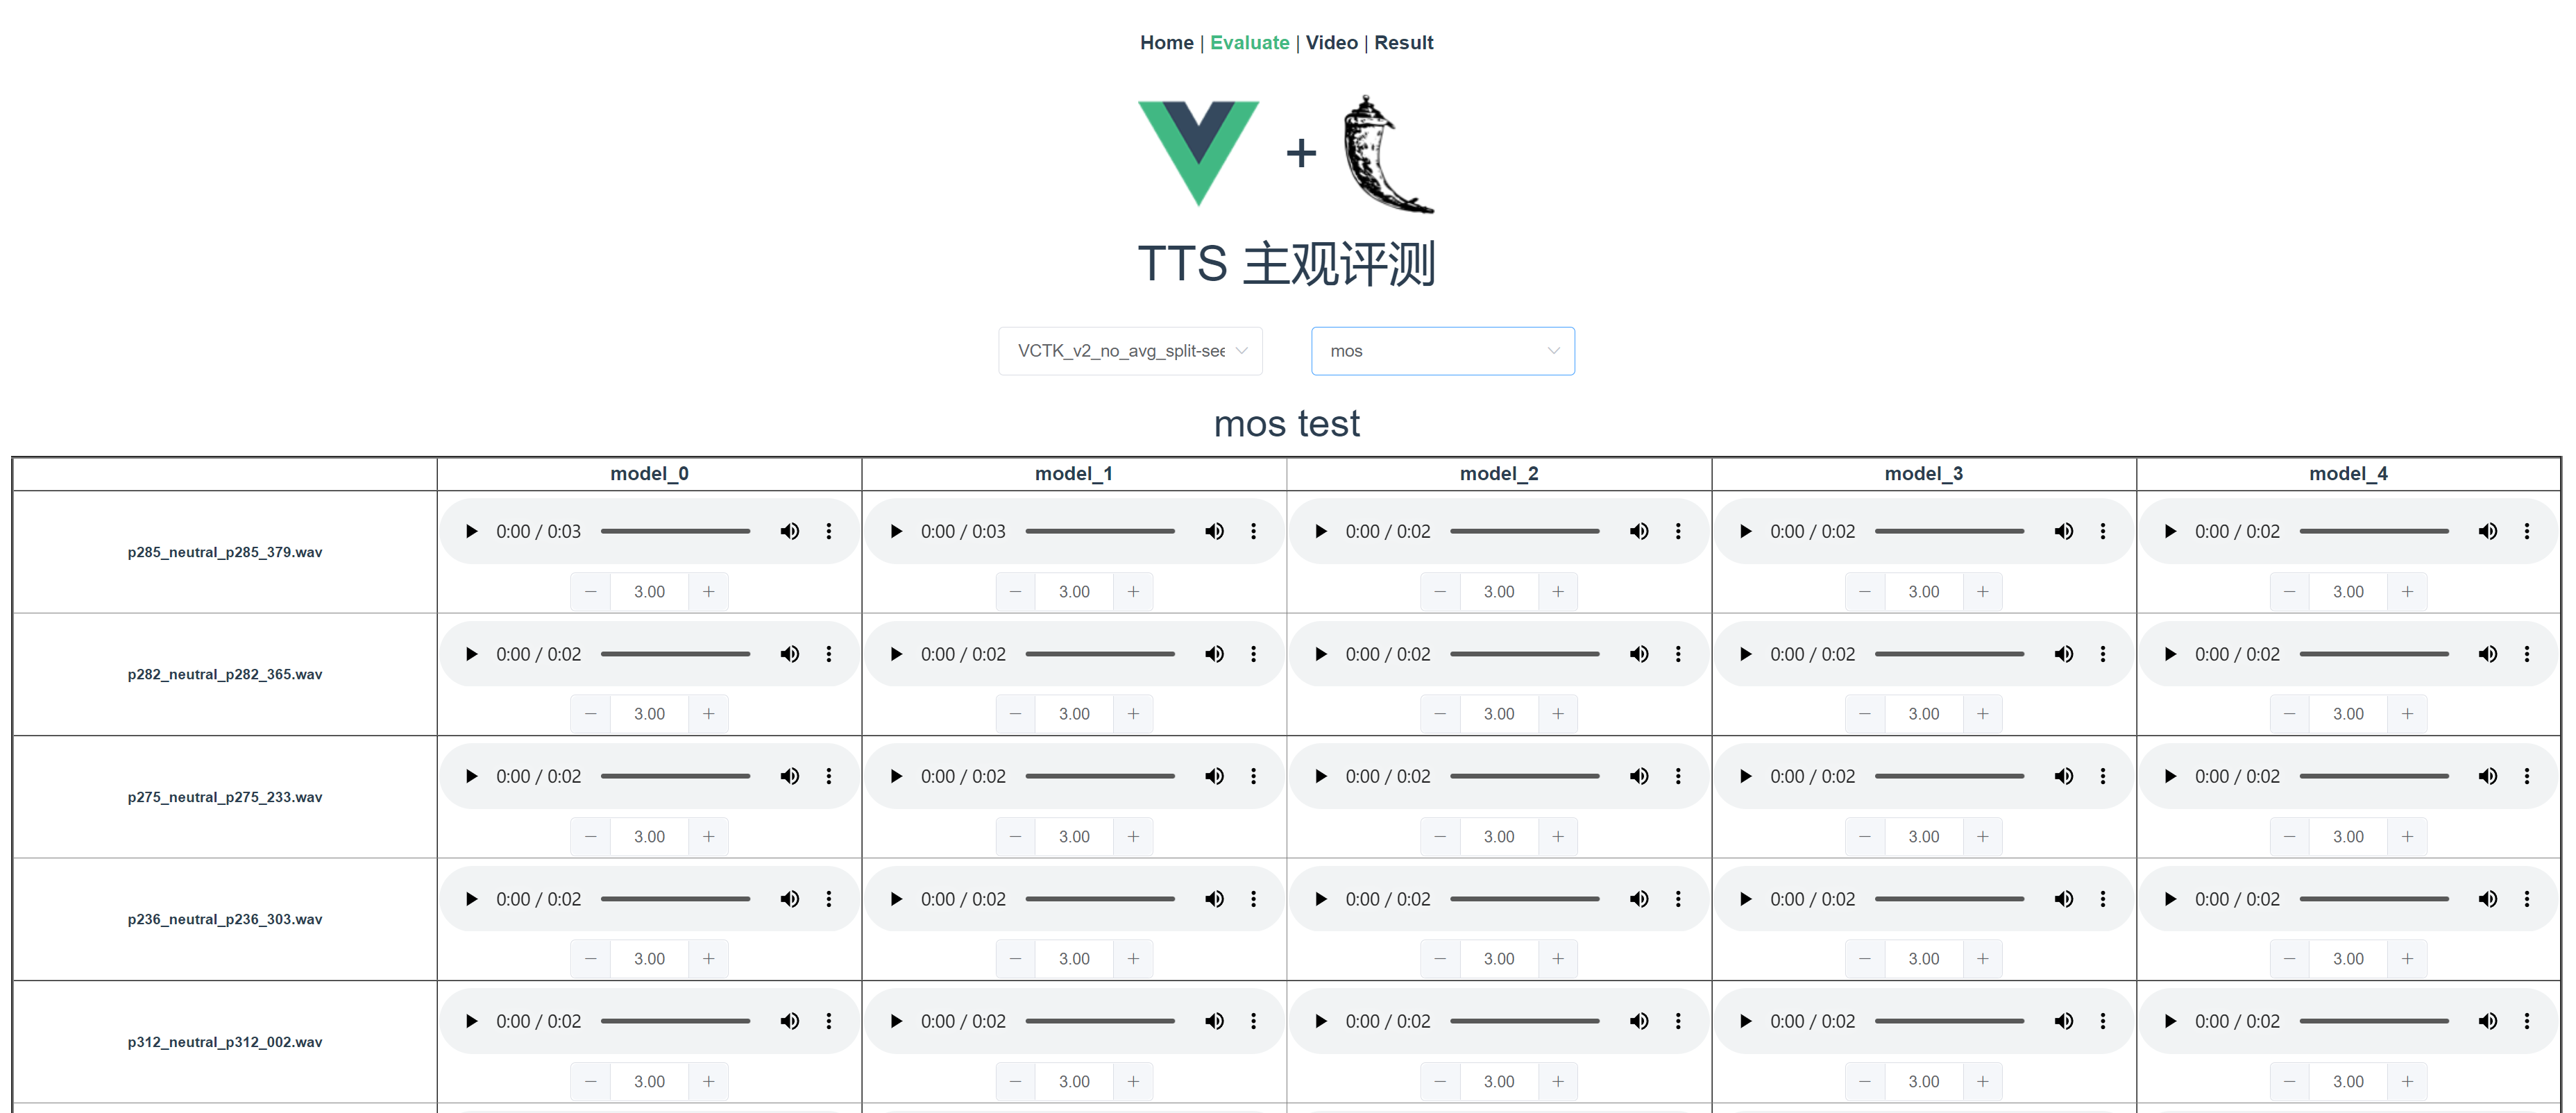 Home | Evaluate | Video | Result
+
TTS 主观评测
VCTK_v2_no_avg_split-see
mos
mos test
model_0 model_1 model_2 model_3 model_4
0:00 / 0:03 0:00 / 0:03 0:00 / 0:02 0:00 / 0:02 0:00 / 0:02
p285_neutral_p285_379.wav
3.00 3.00 3.00 3.00 3.00
0:00 / 0:02 0:00 / 0:02 0:00 / 0:02 0:00 / 0:02 0:00 / 0:02
p282_neutral_p282_365.wav
3.00 3.00 3.00 3.00 3.00
0:00 / 0:02 0:00 / 0:02 0:00 / 0:02 0:00 / 0:02 0:00 / 0:02
p275_neutral_p275_233.wav
3.00 3.00 3.00 3.00 3.00
0:00 / 0:02 0:00 / 0:02 0:00 / 0:02 0:00 / 0:02 0:00 / 0:02
p236_neutral_p236_303.wav
3.00 3.00 3.00 3.00 3.00
0:00 / 0:02 0:00 / 0:02 0:00 / 0:02 0:00 / 0:02 0:00 / 0:02
p312_neutral_p312_002.wav
3.00 3.00 3.00 3.00 3.00